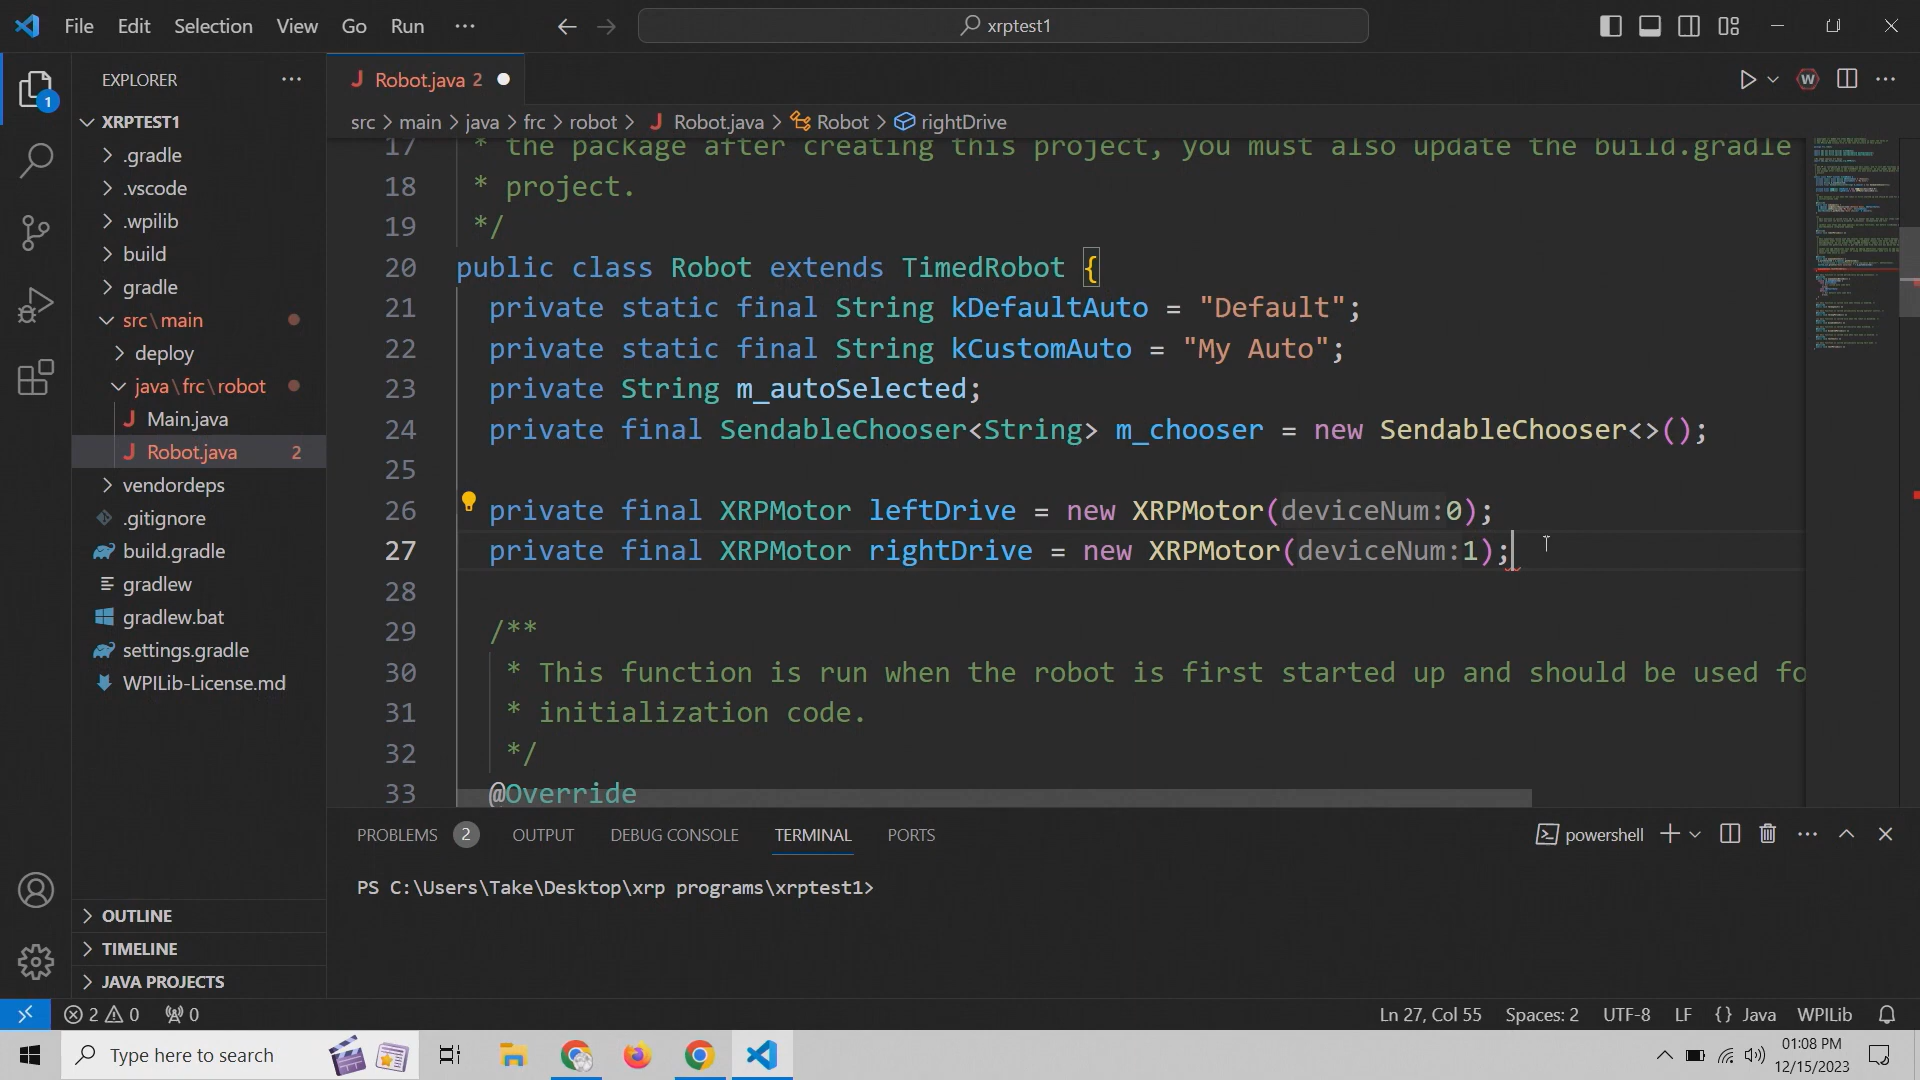 File Edit Selection View Go Run ···
xrptest1
EXPLORER
Robot.java 2
src > main > java > frc > robot > Robot.java > Robot > rightDrive
XRPTEST1
.gradle
.vscode
.wpilib
build
gradle
src\main
deploy
java\frc\robot
Main.java
Robot.java 2
vendordeps
.gitignore
build.gradle
gradlew
gradlew.bat
settings.gradle
WPILib-License.md
OUTLINE
TIMELINE
JAVA PROJECTS
17 * the package after creating this project, you must also update the build.gradle
18 * project.
19 */
20 public class Robot extends TimedRobot {
21 private static final String kDefaultAuto = "Default";
22 private static final String kCustomAuto = "My Auto";
23 private String m_autoSelected;
24 private final SendableChooser<String> m_chooser = new SendableChooser<>();
25
26 private final XRPMotor leftDrive = new XRPMotor(deviceNum:0);
27 private final XRPMotor rightDrive = new XRPMotor(deviceNum:1);
28
29 /**
30 * This function is run when the robot is first started up and should be used fo
31 * initialization code.
32 */
33 @Override
PROBLEMS 2 OUTPUT DEBUG CONSOLE TERMINAL PORTS
powershell
PS C:\Users\Take\Desktop\xrp programs\xrptest1>
2 0 0
Ln 27, Col 55 Spaces: 2 UTF-8 LF {} Java WPILib
Type here to search
01:08 PM
12/15/2023